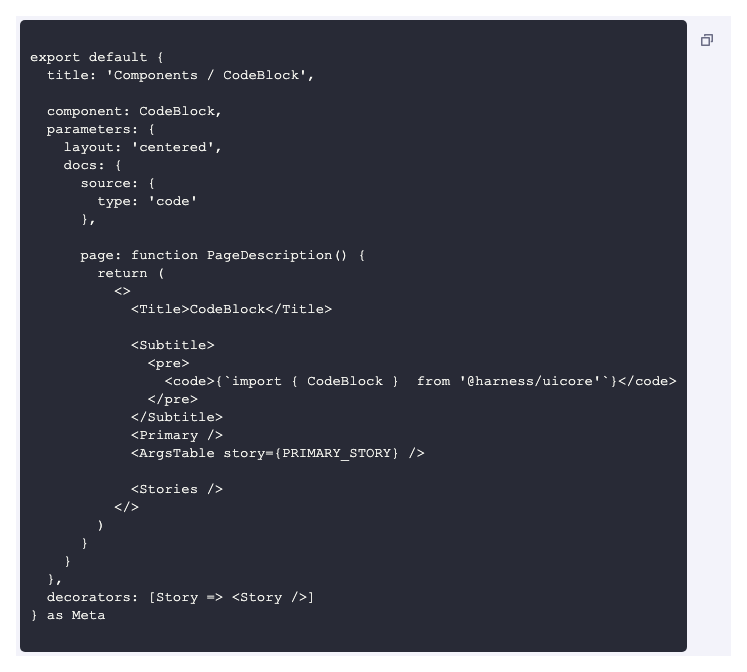 export default {
  title: 'Components / CodeBlock',

  component: CodeBlock,
  parameters: {
    layout: 'centered',
    docs: {
      source: {
        type: 'code'
      },

      page: function PageDescription() {
        return (
          <>
            <Title>CodeBlock</Title>

            <Subtitle>
              <pre>
                <code>{`import { CodeBlock }  from '@harness/uicore'`}</code>
              </pre>
            </Subtitle>
            <Primary />
            <ArgsTable story={PRIMARY_STORY} />

            <Stories />
          </>
        )
      }
    }
  },
  decorators: [Story => <Story />]
} as Meta